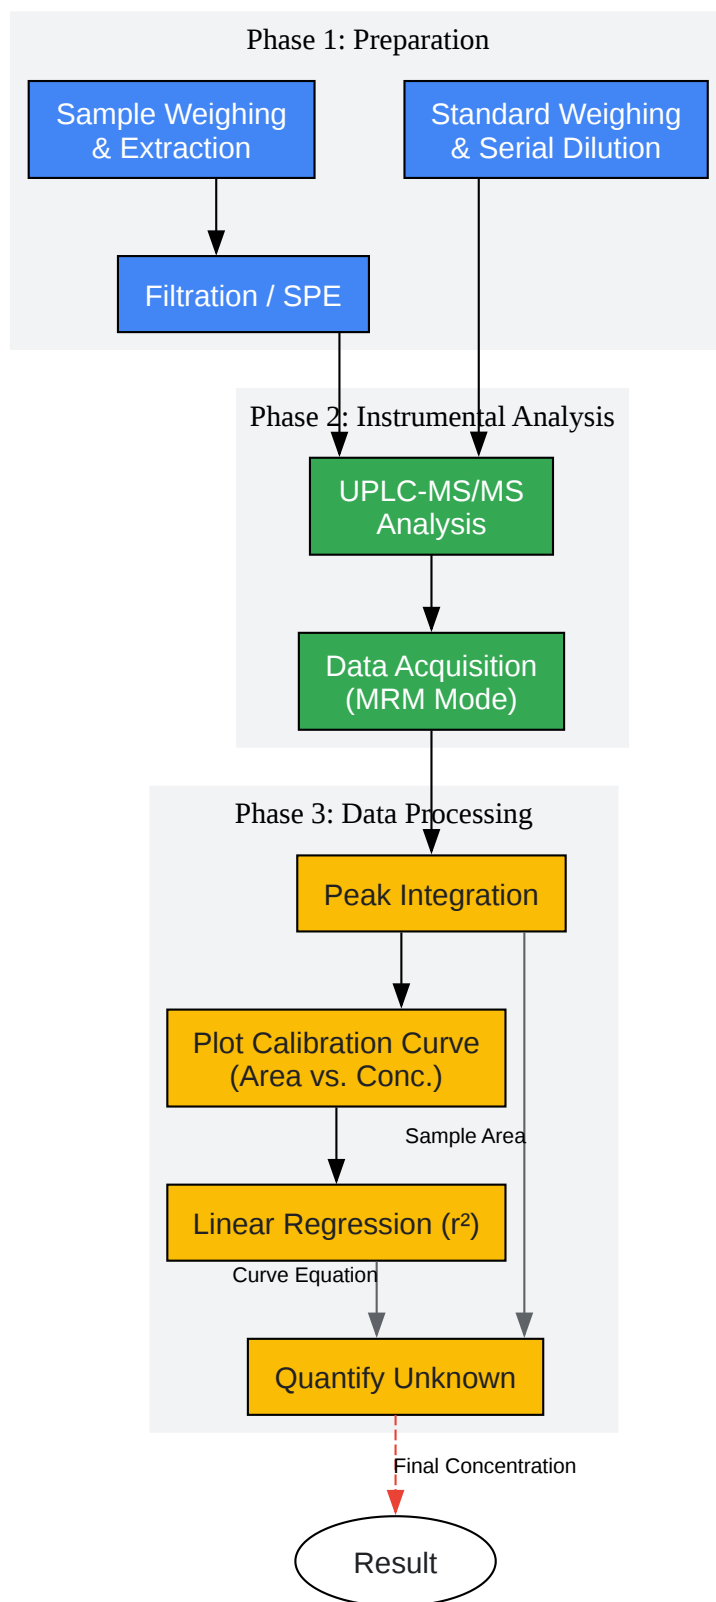 Phase 1: Preparation
Sample Weighing
& Extraction
Standard Weighing
& Serial Dilution
Filtration / SPE
Phase 2: Instrumental Analysis
UPLC-MS/MS
Analysis
Data Acquisition
(MRM Mode)
Phase 3: Data Processing
Peak Integration
Plot Calibration Curve
(Area vs. Conc.)
Sample Area
Linear Regression (r²)
Curve Equation
Quantify Unknown
Final Concentration
Result